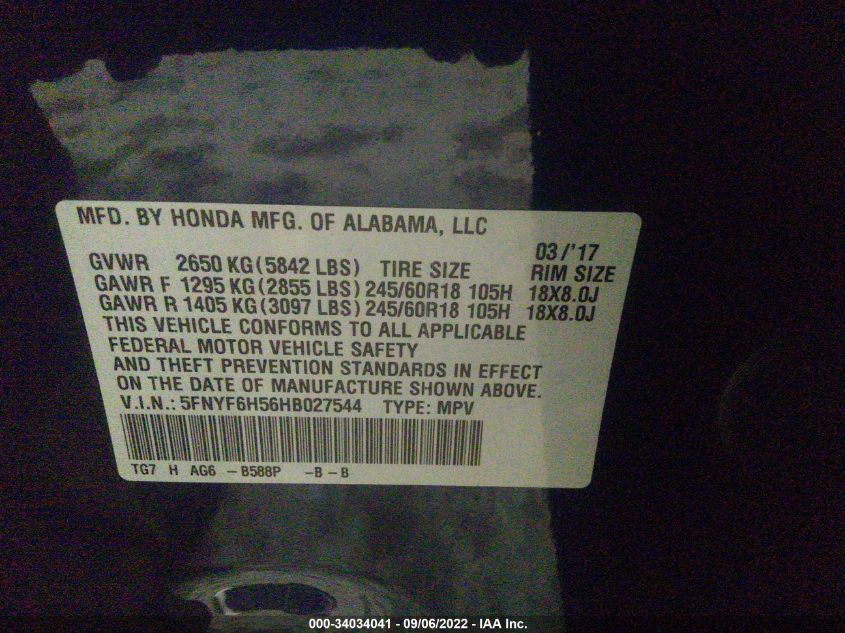 MFD. BY HONDA MFG. OF ALABAMA, LLC
03/'17
GVWR 2650 KG (5842 LBS) TIRE SIZE RIM SIZE
GAWR F 1295 KG (2855 LBS) 245/60R18 105H 18X8.0J
GAWR R 1405 KG (3097 LBS) 245/60R18 105H 18X8.0J
THIS VEHICLE CONFORMS TO ALL APPLICABLE
FEDERAL MOTOR VEHICLE SAFETY
AND THEFT PREVENTION STANDARDS IN EFFECT
ON THE DATE OF MANUFACTURE SHOWN ABOVE.
V.I.N.: 5FNYF6H56HB027544 TYPE: MPV
TG7 H AG6 -B588P -B-B
000-34034041 - 09/06/2022 - IAA Inc.